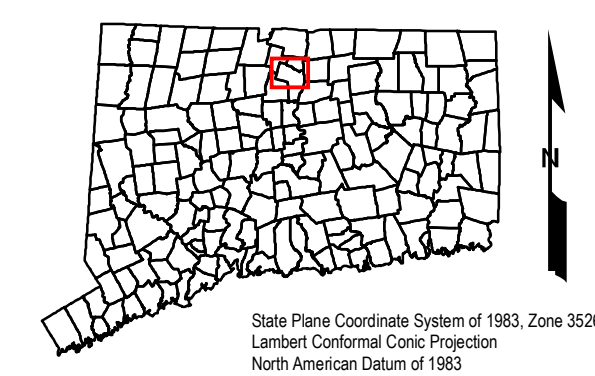 N
State Plane Coordinate System of 1983, Zone 3526
Lambert Conformal Conic Projection
North American Datum of 1983